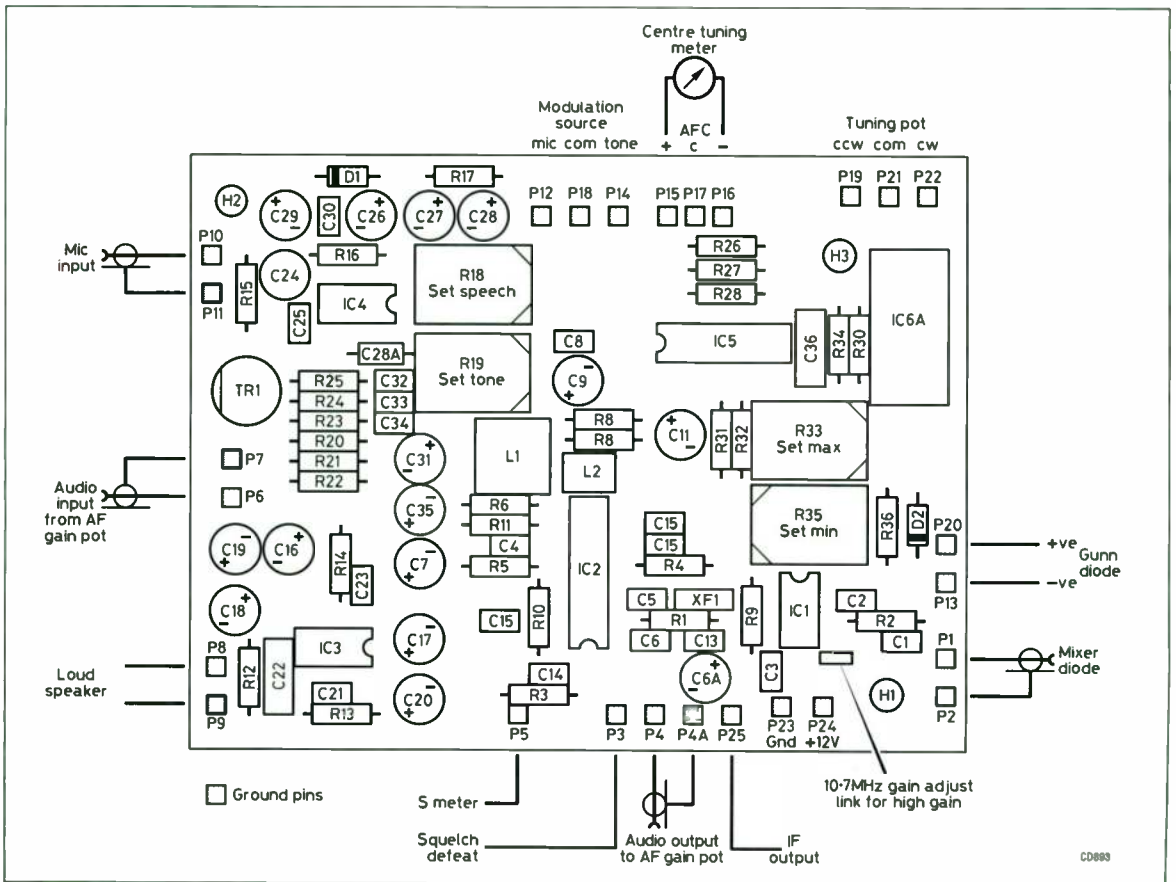 Centre tuning
meter
Modulation
source
mic com tone
+ AFC -
c
Tuning pot
ccw com cw
D1
R17
H2
C29
C30
C26
C27
C28
P12
P18
P14
P15
P17
P16
P19
P21
P22
Mic
input
P10
P11
R15
C24
R16
IC4
C25
R18
Set speech
R26
R27
R28
H3
IC6A
IC5
C36
R34
R30
C28A
R19
Set tone
C8
C9
TR1
R25
R24
R23
R20
R21
R22
C32
C33
C34
C31
L1
R8
R8
L2
C11
R31
R32
R33
Set max
P7
P6
Audio
input
from AF
gain pot
C35
R6
R11
C4
R5
IC2
C15
C15
R4
R35
Set min
R36
D2
P20
+ve
Gunn
diode
-ve
P13
C19
C16
R14
C23
C7
C18
C15
R10
C5
XF1
R1
C6
C13
R9
IC1
C2
R2
C1
P1
Mixer
diode
P2
P8
Loud
speaker
P9
R12
C22
IC3
C21
R13
C17
C20
C14
R3
C6A
C3
H1
P5
P3
P4
P4A
P25
P23
Gnd
P24
+12V
Ground pins
S meter
Squelch
defeat
Audio output
to AF gain pot
IF
output
10·7MHz gain adjust
link for high gain
CD893